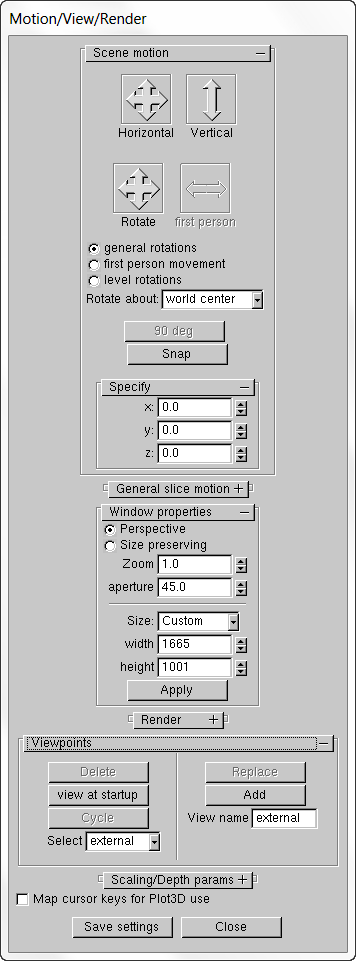 Motion/View/Render
Scene motion
Horizontal Vertical
Rotate first person
general rotations
first person movement
level rotations
Rotate about: world center
90 deg
Snap
Specify
x: 0.0
y: 0.0
z: 0.0
General slice motion +
Window properties
Perspective
Size preserving
Zoom 1.0
aperture 45.0
Size: Custom
width 1665
height 1001
Apply
Render +
Viewpoints
Delete Replace
view at startup Add
Cycle View name external
Select external
Scaling/Depth params +
Map cursor keys for Plot3D use
Save settings Close